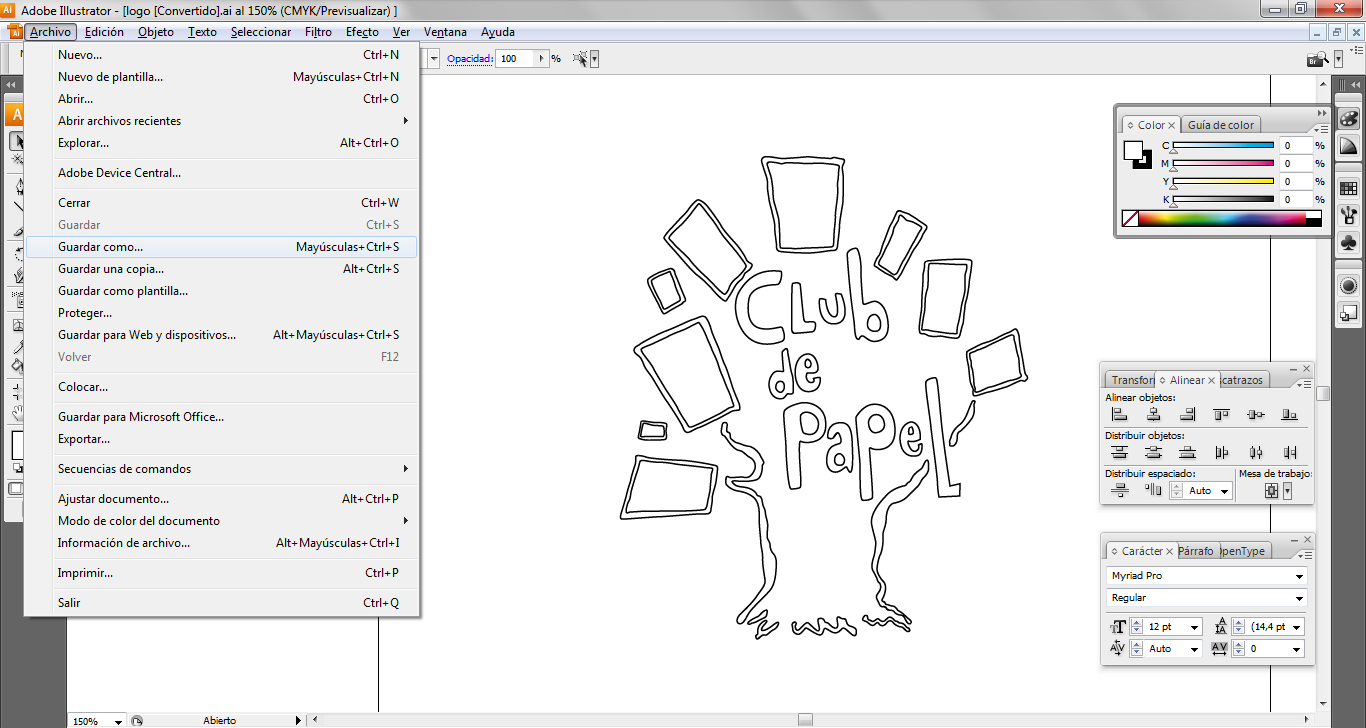 Adobe Illustrator - [logo [Convertido].ai al 150% (CMYK/Previsualizar) ]
Archivo Edición Objeto Texto Seleccionar Filtro Efecto Ver Ventana Ayuda
Opacidad: 100 %
Nuevo... Ctrl+N
Nuevo de plantilla... Mayúsculas+Ctrl+N
Abrir... Ctrl+O
Abrir archivos recientes
Explorar... Alt+Ctrl+O
Adobe Device Central...
Cerrar Ctrl+W
Guardar Ctrl+S
Guardar como... Mayúsculas+Ctrl+S
Guardar una copia... Alt+Ctrl+S
Guardar como plantilla...
Proteger...
Guardar para Web y dispositivos... Alt+Mayúsculas+Ctrl+S
Volver F12
Colocar...
Guardar para Microsoft Office...
Exportar...
Secuencias de comandos
Ajustar documento... Alt+Ctrl+P
Modo de color del documento
Información de archivo... Alt+Mayúsculas+Ctrl+I
Imprimir... Ctrl+P
Salir Ctrl+Q
Club
de
Papel
Color Guía de color
C 0 %
M 0 %
Y 0 %
K 0 %
Transfor Alinear catrazos
Alinear objetos:
Distribuir objetos:
Distribuir espaciado: Mesa de trabajo:
Auto
Carácter Párrafo OpenType
Myriad Pro
Regular
12 pt (14,4 pt
Auto 0
150% Abierto